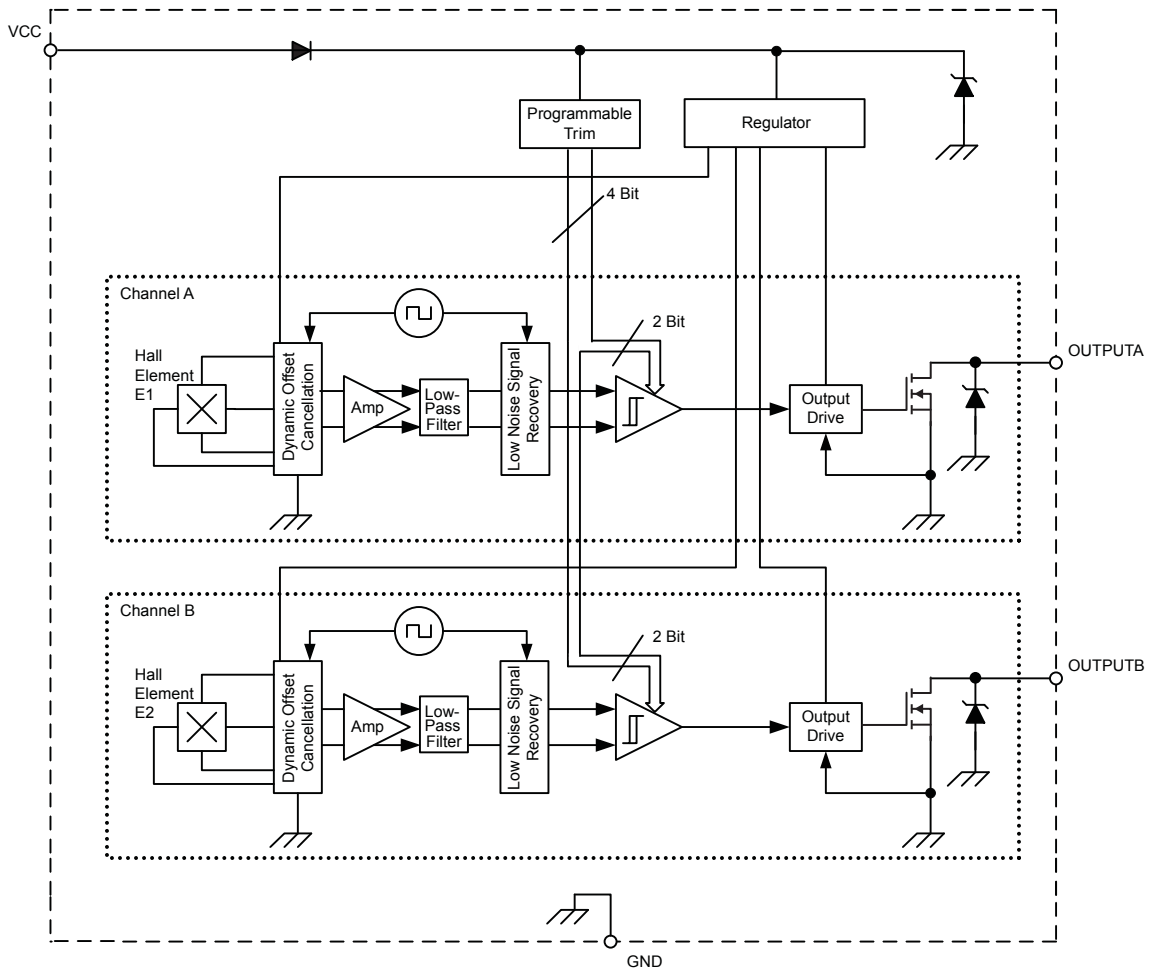 VCC
Programmable
Trim
Regulator
4 Bit
Channel A
2 Bit
OUTPUTA
Hall
Element
E1
Dynamic Offset
Cancellation
Amp
Low-
Pass
Filter
Low Noise Signal
Recovery
Output
Drive
Channel B
2 Bit
OUTPUTB
Hall
Element
E2
Dynamic Offset
Cancellation
Amp
Low-
Pass
Filter
Low Noise Signal
Recovery
Output
Drive
GND